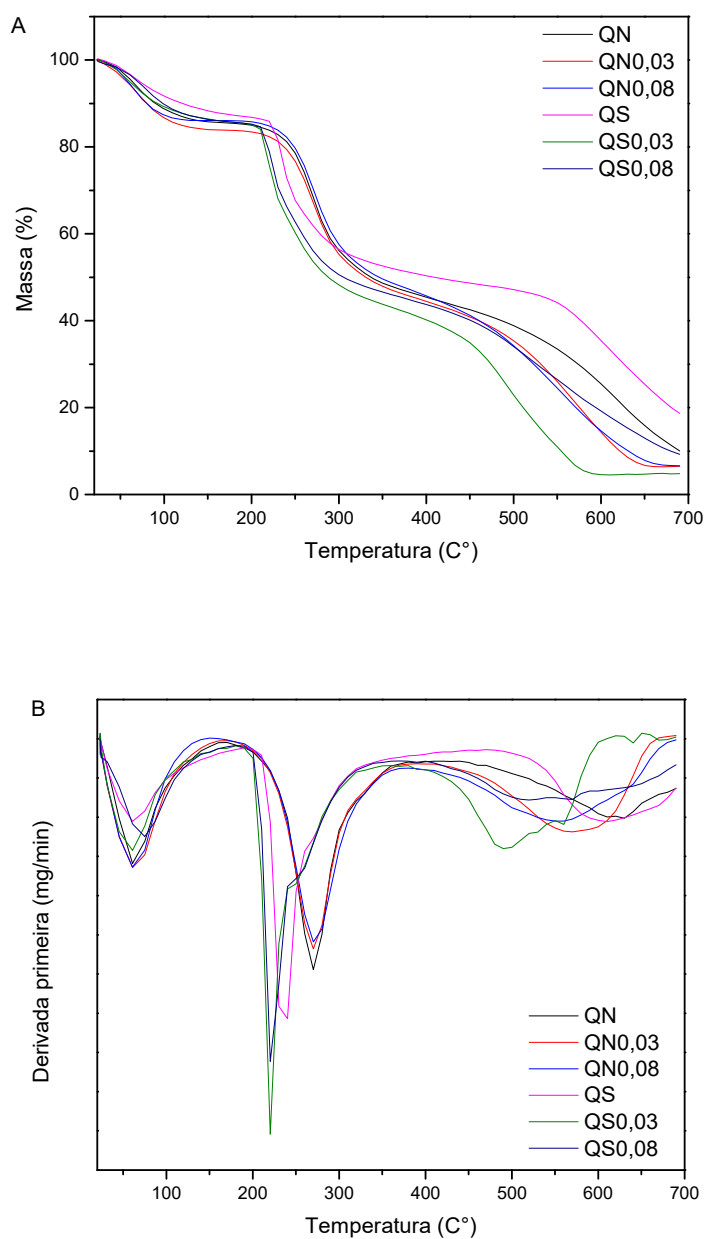 A
QN
QN0,03
QN0,08
QS
QS0,03
QS0,08
100
80
60
40
20
0
Massa (%)
100 200 300 400 500 600 700
Temperatura (C°)
B
Derivada primeira (mg/min)
QN
QN0,03
QN0,08
QS
QS0,03
QS0,08
100 200 300 400 500 600 700
Temperatura (C°)